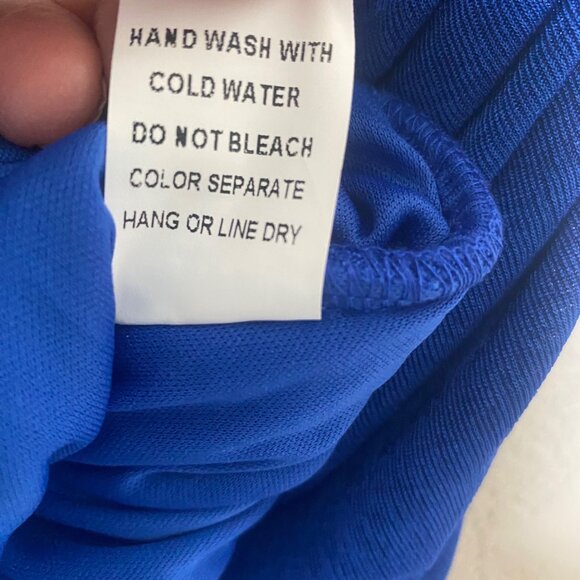 HAND WASH WITH
COLD WATER
DO NOT BLEACH
COLOR SEPARATE
HANG OR LINE DRY